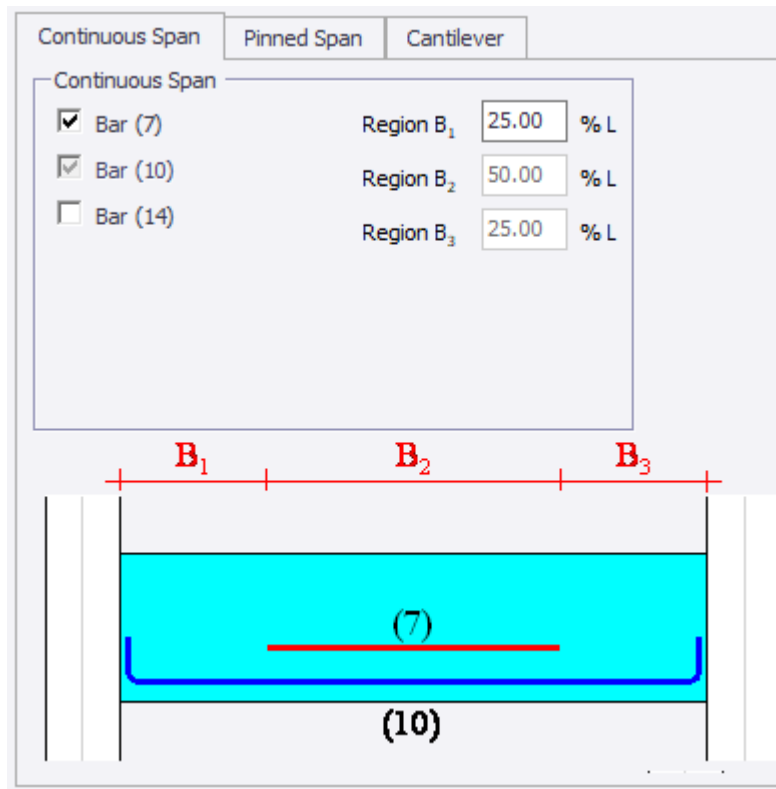 Continuous Span Pinned Span Cantilever
Continuous Span
Bar (7) Region B₁ 25.00 % L
Bar (10) Region B₂ 50.00 % L
Bar (14) Region B₃ 25.00 % L
B₁ B₂ B₃
(7)
(10)